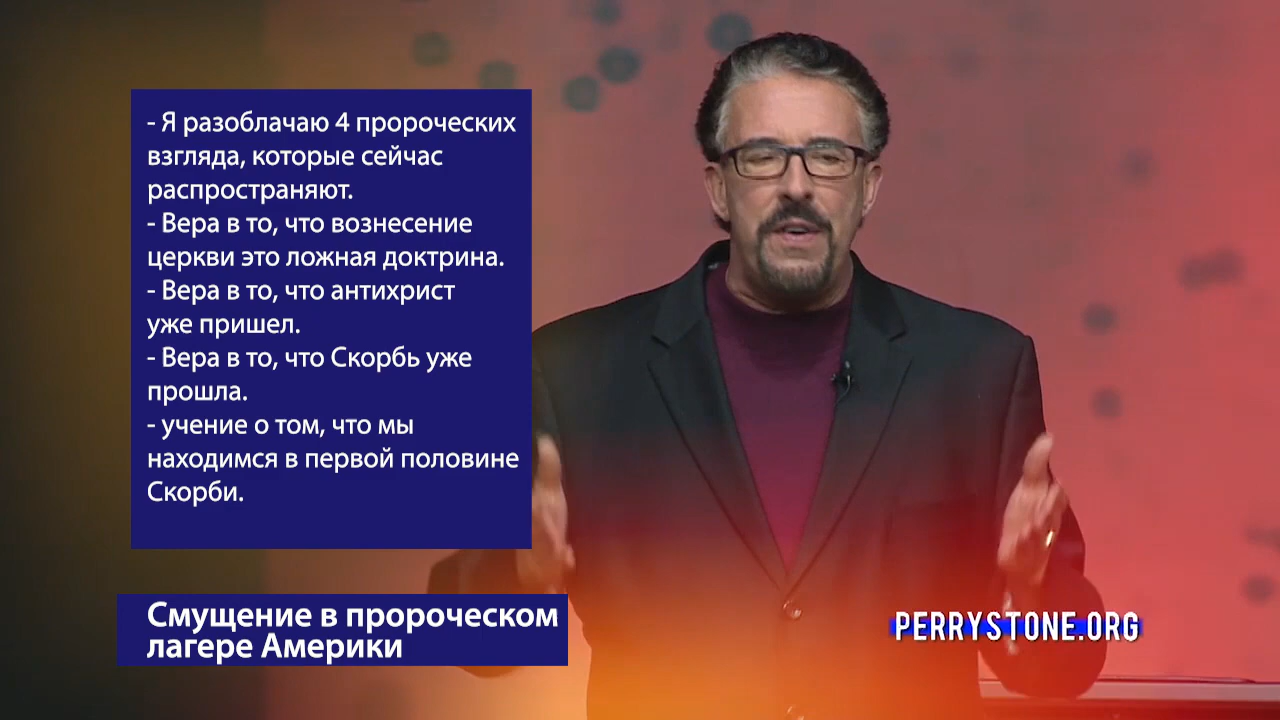 - Я разоблачаю 4 пророческих
взгляда, которые сейчас
распространяют.
- Вера в то, что вознесение
церкви это ложная доктрина.
- Вера в то, что антихрист
уже пришел.
- Вера в то, что Скорбь уже
прошла.
- учение о том, что мы
находимся в первой половине
Скорби.
Смущение в пророческом
лагере Америки
PERRYSTONE.ORG